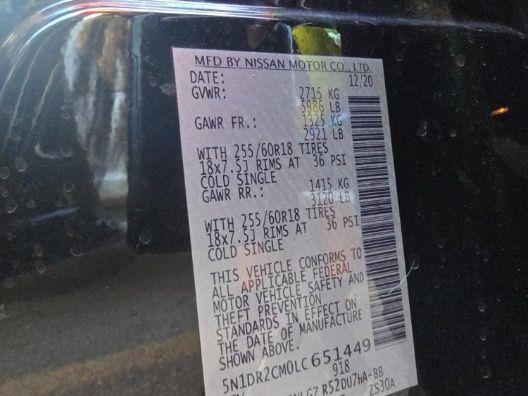 MFD BY NISSAN MOTOR CO., LTD.
DATE: 12/20
GVWR: 2715 KG
5986 LB
GAWR FR.: 1325 KG
2921 LB
WITH 255/60R18 TIRES
18x7.5J RIMS AT 36 PSI
COLD SINGLE
GAWR RR.: 1415 KG
3120 LB
WITH 255/60R18 TIRES
18x7.5J RIMS AT 36 PSI
COLD SINGLE
THIS VEHICLE CONFORMS TO
ALL APPLICABLE FEDERAL
MOTOR VEHICLE SAFETY AND
THEFT PREVENTION
STANDARDS IN EFFECT ON
THE DATE OF MANUFACTURE
SHOWN ABOVE.
5N1DR2CM0LC651449
918
R52DU7HA-BB
2S30A